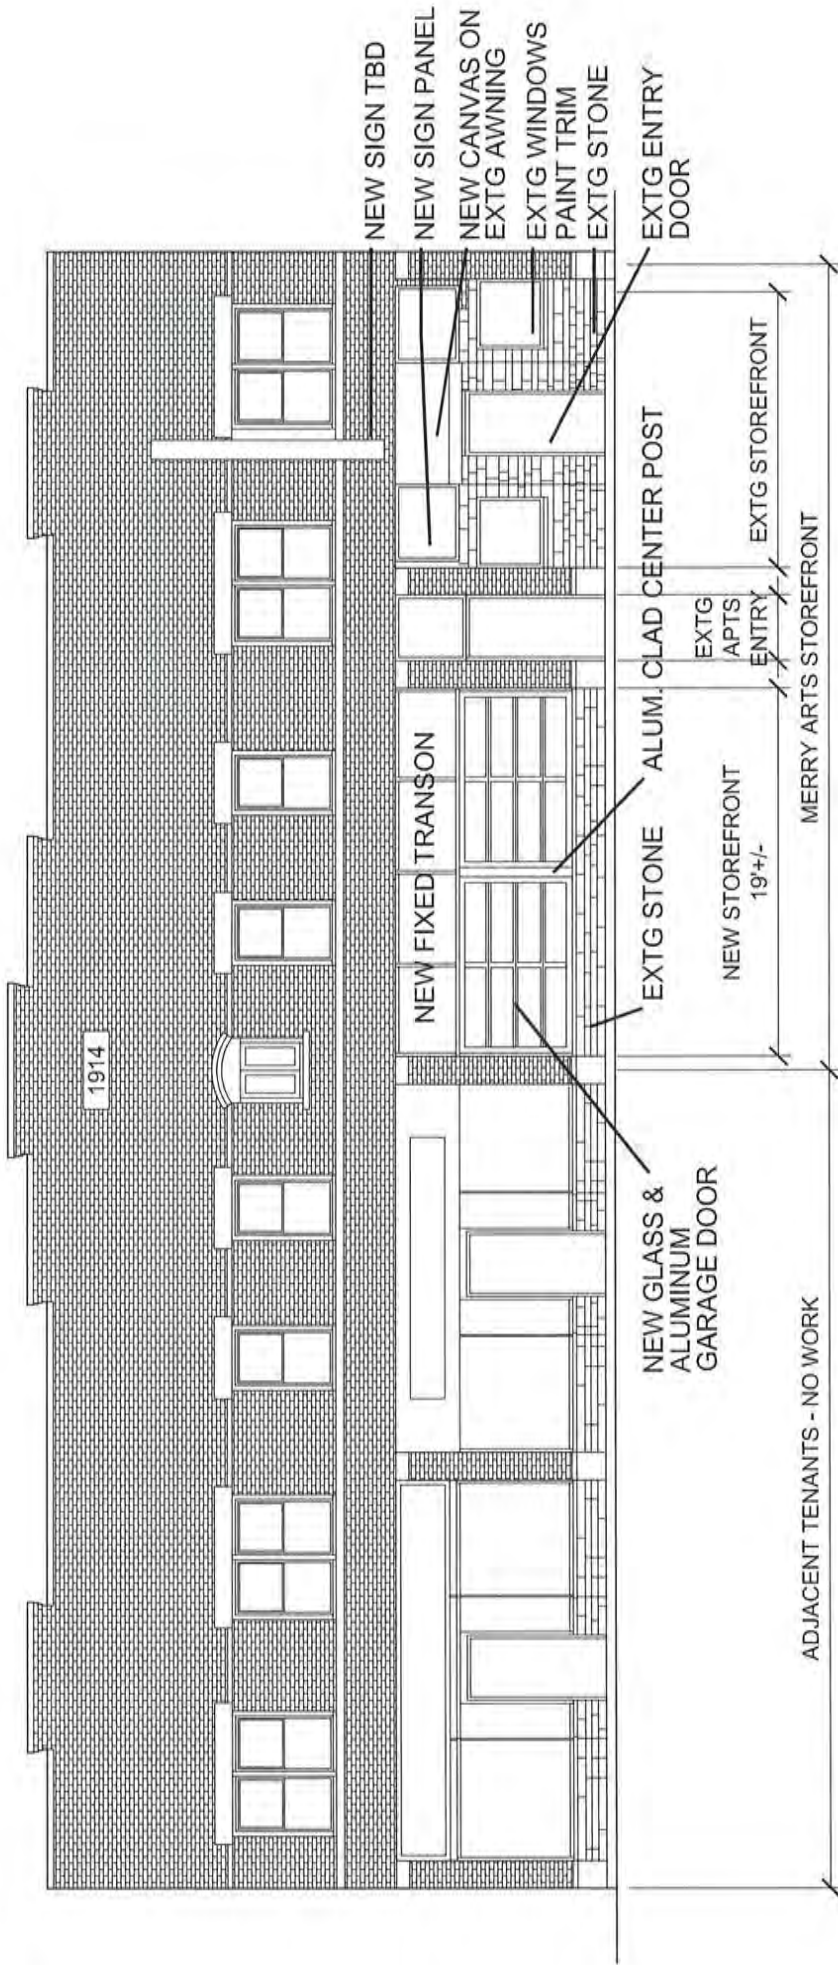 1914
NEW SIGN TBD
NEW SIGN PANEL
NEW CANVAS ON
EXTG AWNING
EXTG WINDOWS
PAINT TRIM
EXTG STONE
EXTG ENTRY
DOOR
NEW FIXED TRANSON
ALUM. CLAD CENTER POST
EXTG STONE
NEW GLASS &
ALUMINUM
GARAGE DOOR
NEW STOREFRONT
19'+/-
EXTG
APTS
ENTRY
EXTG STOREFRONT
ADJACENT TENANTS - NO WORK
MERRY ARTS STOREFRONT